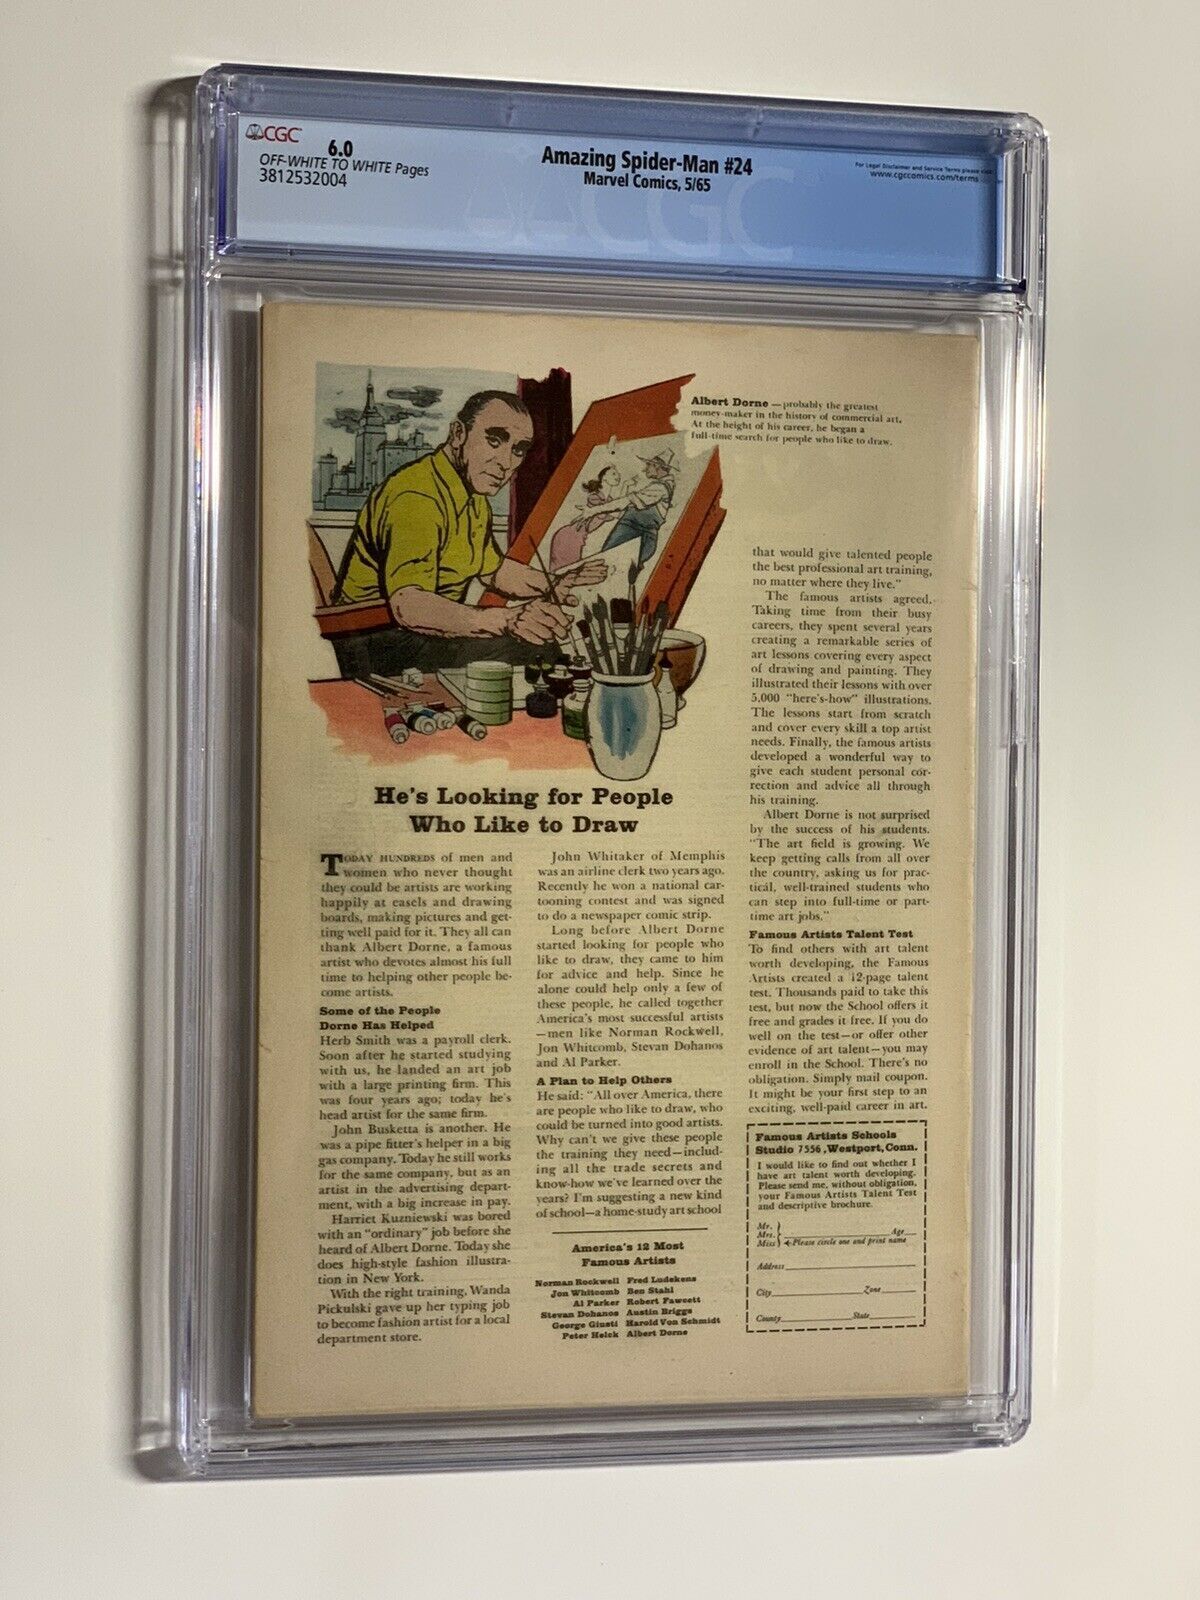 CGC
6.0
OFF-WHITE TO WHITE Pages
3812532004
Amazing Spider-Man #24
Marvel Comics, 5/65
For Legal Disclaimer and Service Terms please
www.cgccomics.com/terms
CGC
Albert Dorne — probably the greatest
money-maker in the history of commercial art.
At the height of his career, he began a
full-time search for people who like to draw.
He's Looking for People
Who Like to Draw
TODAY HUNDREDS of men and
women who never thought
they could be artists are working
happily at easels and drawing
boards, making pictures and get-
ting well paid for it. They all can
thank Albert Dorne, a famous
artist who devotes almost his full
time to helping other people be-
come artists.
Some of the People
Dorne Has Helped
Herb Smith was a payroll clerk.
Soon after he started studying
with us, he landed an art job
with a large printing firm. This
was four years ago; today he's
head artist for the same firm.
John Busketta is another. He
was a pipe fitter's helper in a big
gas company. Today he still works
for the same company, but as an
artist in the advertising depart-
ment, with a big increase in pay.
Harriet Kuzniewski was bored
with an "ordinary" job before she
heard of Albert Dorne. Today she
does high-style fashion illustra-
tion in New York.
With the right training, Wanda
Pickulski gave up her typing job
to become fashion artist for a local
department store.
John Whitaker of Memphis
was an airline clerk two years ago.
Recently he won a national car-
tooning contest and was signed
to do a newspaper comic strip.
Long before Albert Dorne
started looking for people who
like to draw, they came to him
for advice and help. Since he
alone could help only a few of
these people, he called together
America's most successful artists
—men like Norman Rockwell,
Jon Whitcomb, Stevan Dohanos
and Al Parker.
A Plan to Help Others
He said: "All over America, there
are people who like to draw, who
could be turned into good artists.
Why can't we give these people
the training they need—includ-
ing all the trade secrets and
know-how we've learned over the
years? I'm suggesting a new kind
of school—a home-study art school
America's 12 Most
Famous Artists
Norman Rockwell Fred Ludekens
Jon Whitcomb Ben Stahl
Al Parker Robert Fawcett
Stevan Dohanos Austin Briggs
George Giusti Harold Von Schmidt
Peter Helck Albert Dorne
that would give talented people
the best professional art training,
no matter where they live."
The famous artists agreed.
Taking time from their busy
careers, they spent several years
creating a remarkable series of
art lessons covering every aspect
of drawing and painting. They
illustrated their lessons with over
5,000 "here's-how" illustrations.
The lessons start from scratch
and cover every skill a top artist
needs. Finally, the famous artists
developed a wonderful way to
give each student personal cor-
rection and advice all through
his training.
Albert Dorne is not surprised
by the success of his students.
"The art field is growing. We
keep getting calls from all over
the country, asking us for prac-
tical, well-trained students who
can step into full-time or part-
time art jobs."
Famous Artists Talent Test
To find others with art talent
worth developing, the Famous
Artists created a 12-page talent
test. Thousands paid to take this
test, but now the School offers it
free and grades it free. If you do
well on the test—or offer other
evidence of art talent—you may
enroll in the School. There's no
obligation. Simply mail coupon.
It might be your first step to an
exciting, well-paid career in art.
Famous Artists Schools
Studio 7556, Westport, Conn.
I would like to find out whether I
have art talent worth developing.
Please send me, without obligation,
your Famous Artists Talent Test
and descriptive brochure.
Mr.
Mrs. Age
Miss Please circle one and print name
Address
City Zone
County State